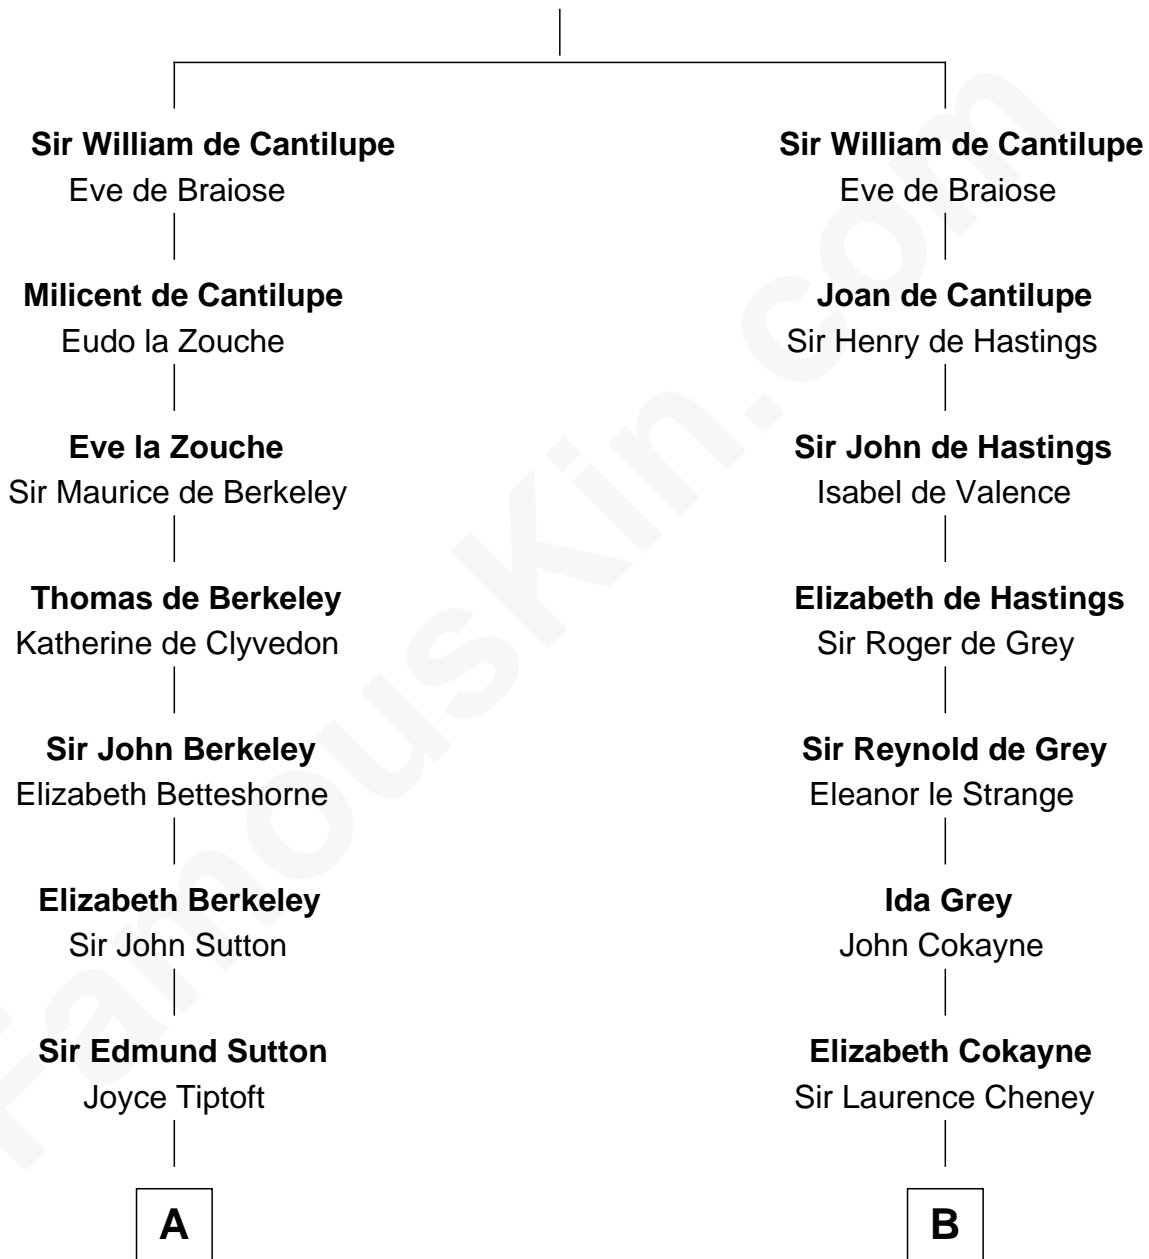 Sir William de Cantilupe
Eve de Braiose
Milicent de Cantilupe
Eudo la Zouche
Eve la Zouche
Sir Maurice de Berkeley
Thomas de Berkeley
Katherine de Clyvedon
Sir John Berkeley
Elizabeth Betteshorne
Elizabeth Berkeley
Sir John Sutton
Sir Edmund Sutton
Joyce Tiptoft
A
Sir William de Cantilupe
Eve de Braiose
Joan de Cantilupe
Sir Henry de Hastings
Sir John de Hastings
Isabel de Valence
Elizabeth de Hastings
Sir Roger de Grey
Sir Reynold de Grey
Eleanor le Strange
Ida Grey
John Cokayne
Elizabeth Cokayne
Sir Laurence Cheney
B
FamousKin.com